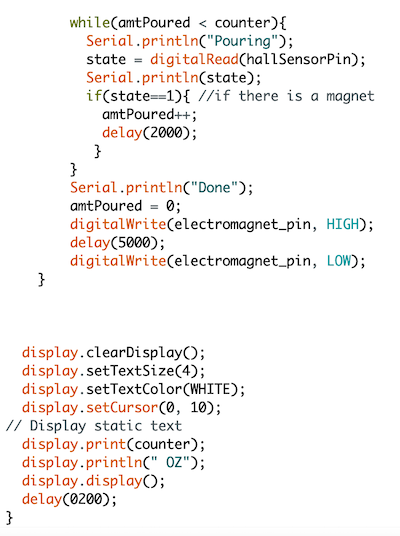 while(amtPoured < counter){
Serial.println("Pouring");
state = digitalRead(hallSensorPin);
Serial.println(state);
if(state==1){ //if there is a magnet
amtPoured++;
delay(2000);
}
}
Serial.println("Done");
amtPoured = 0;
digitalWrite(electromagnet_pin, HIGH);
delay(5000);
digitalWrite(electromagnet_pin, LOW);
}
display.clearDisplay();
display.setTextSize(4);
display.setTextColor(WHITE);
display.setCursor(0, 10);
// Display static text
display.print(counter);
display.println(" OZ");
display.display();
delay(0200);
}